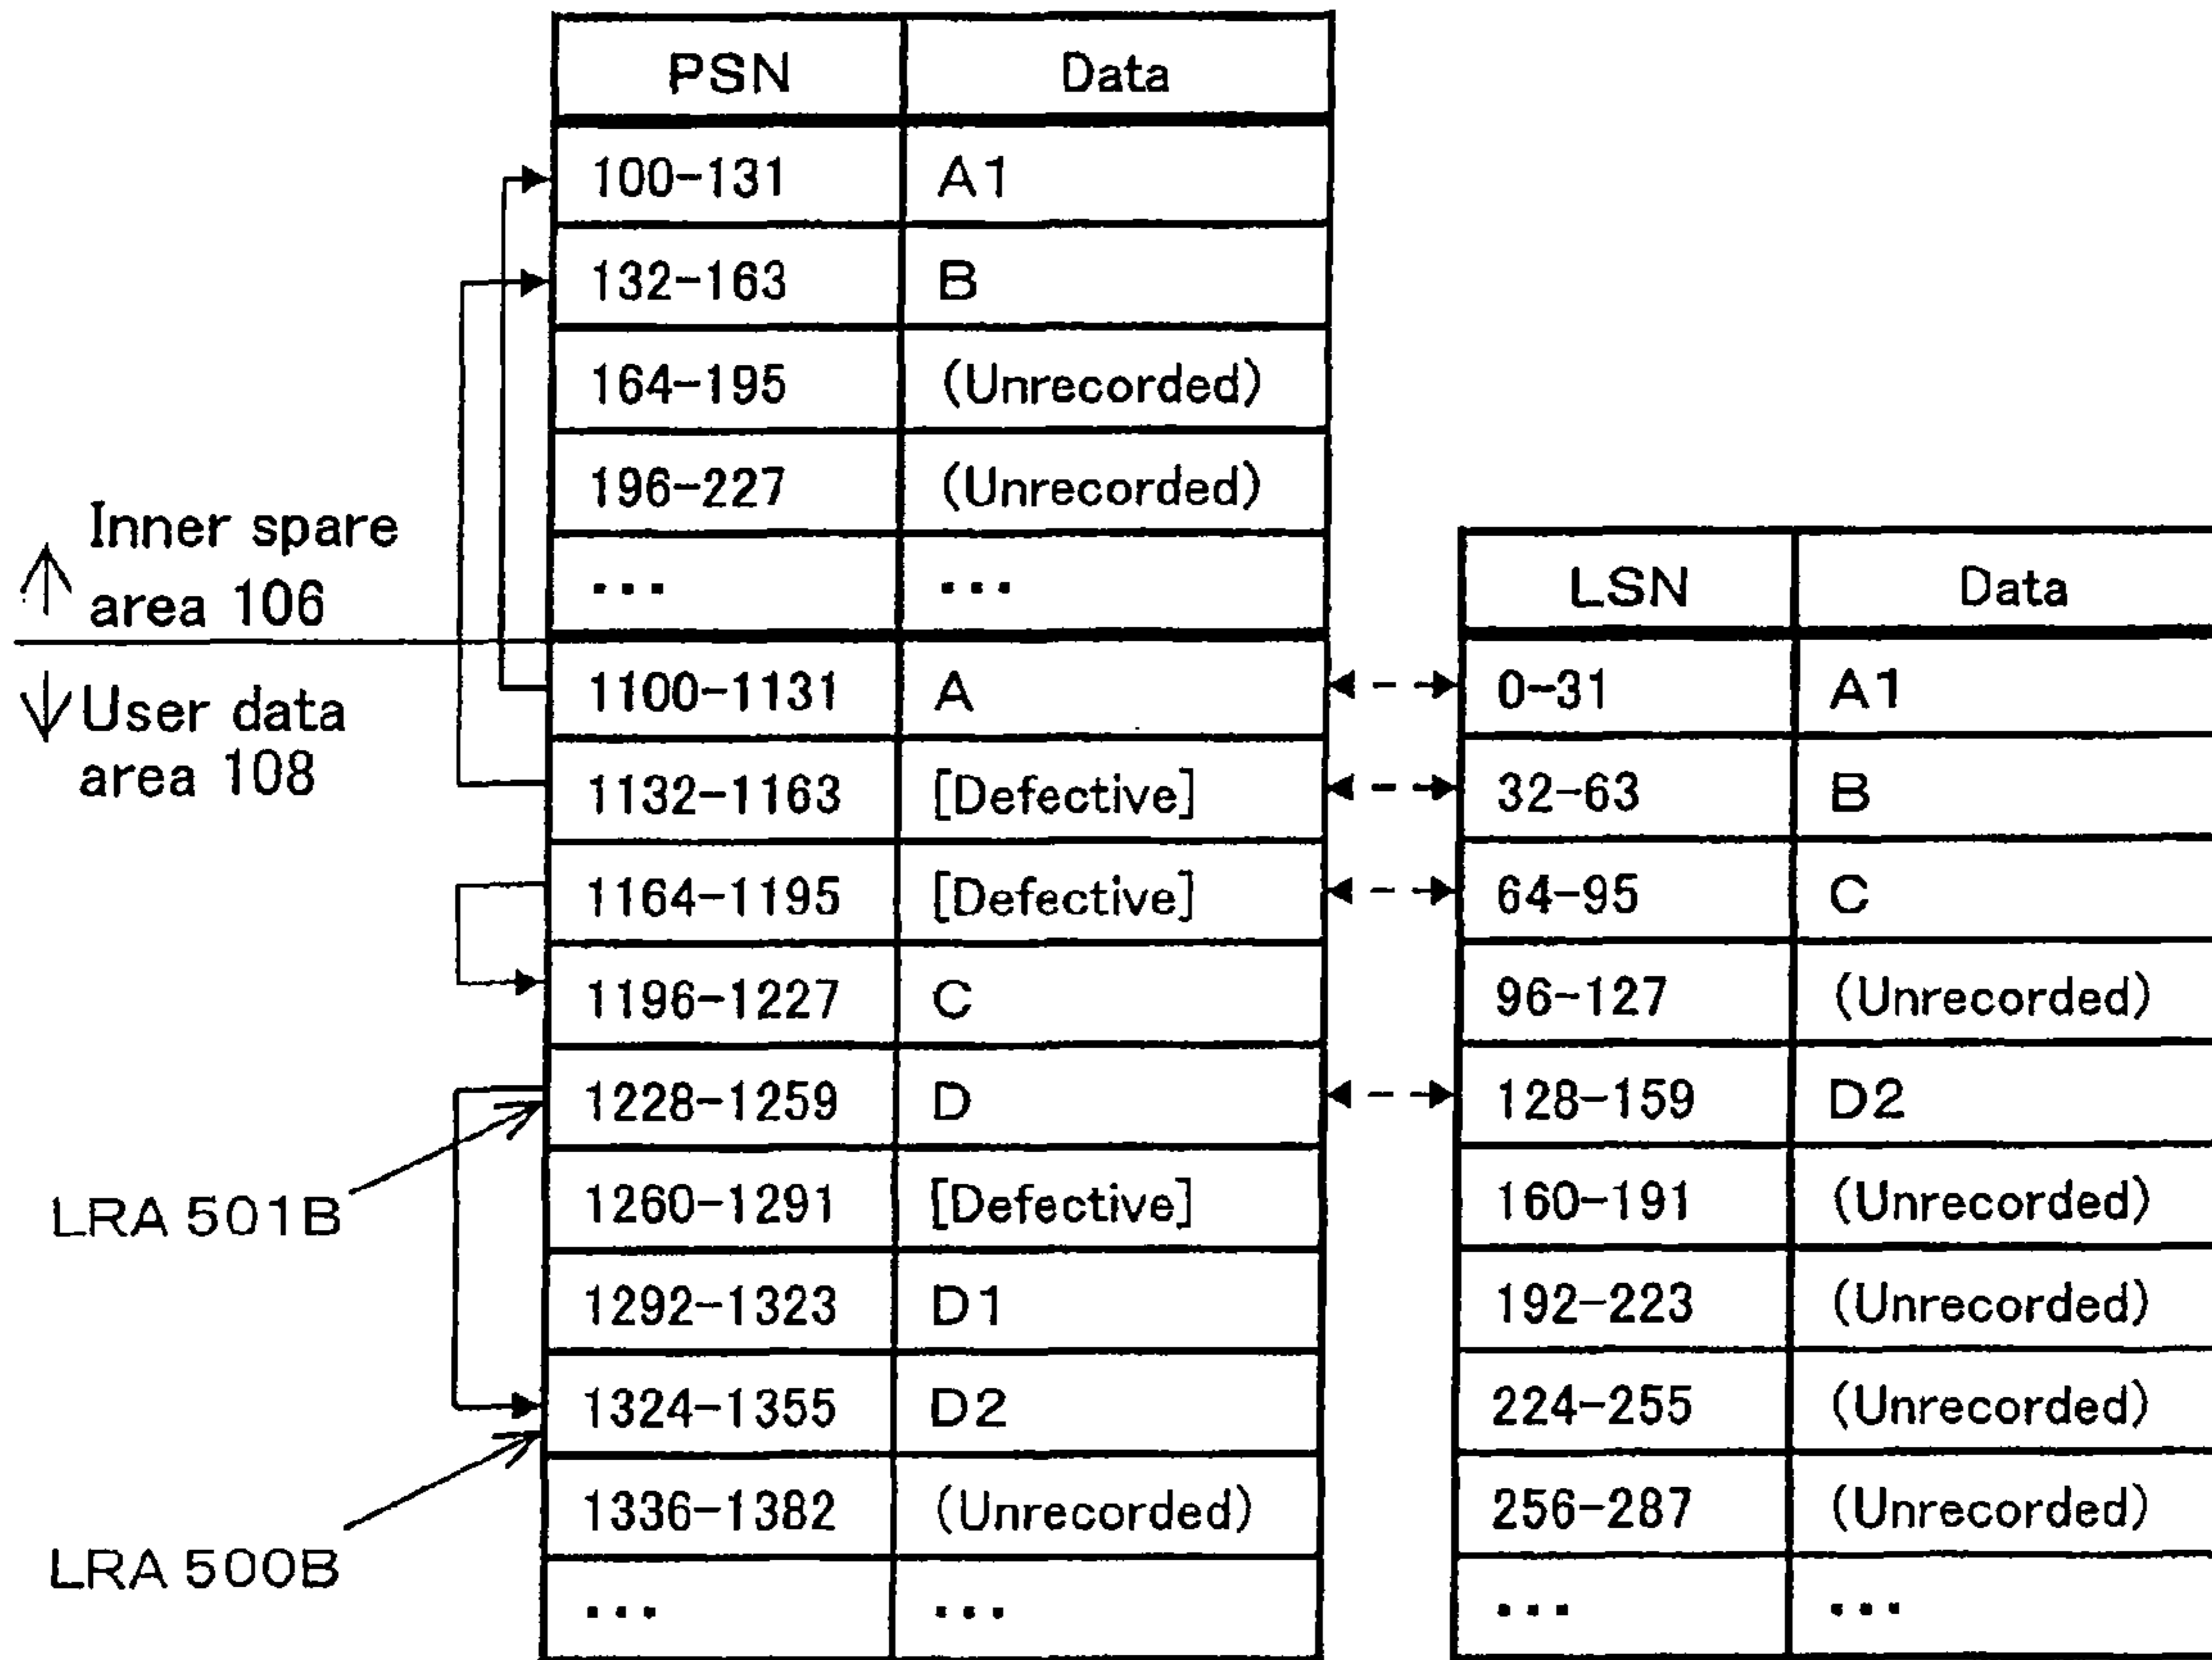 PSN Data
100-131 A1
132-163 B
164-195 (Unrecorded)
196-227 (Unrecorded)
... ...
1100-1131 A
1132-1163 [Defective]
1164-1195 [Defective]
1196-1227 C
1228-1259 D
1260-1291 [Defective]
1292-1323 D1
1324-1355 D2
1336-1382 (Unrecorded)
... ...
Inner spare
area 106
User data
area 108
LRA 501B
LRA 500B
LSN Data
0-31 A1
32-63 B
64-95 C
96-127 (Unrecorded)
128-159 D2
160-191 (Unrecorded)
192-223 (Unrecorded)
224-255 (Unrecorded)
256-287 (Unrecorded)
... ...